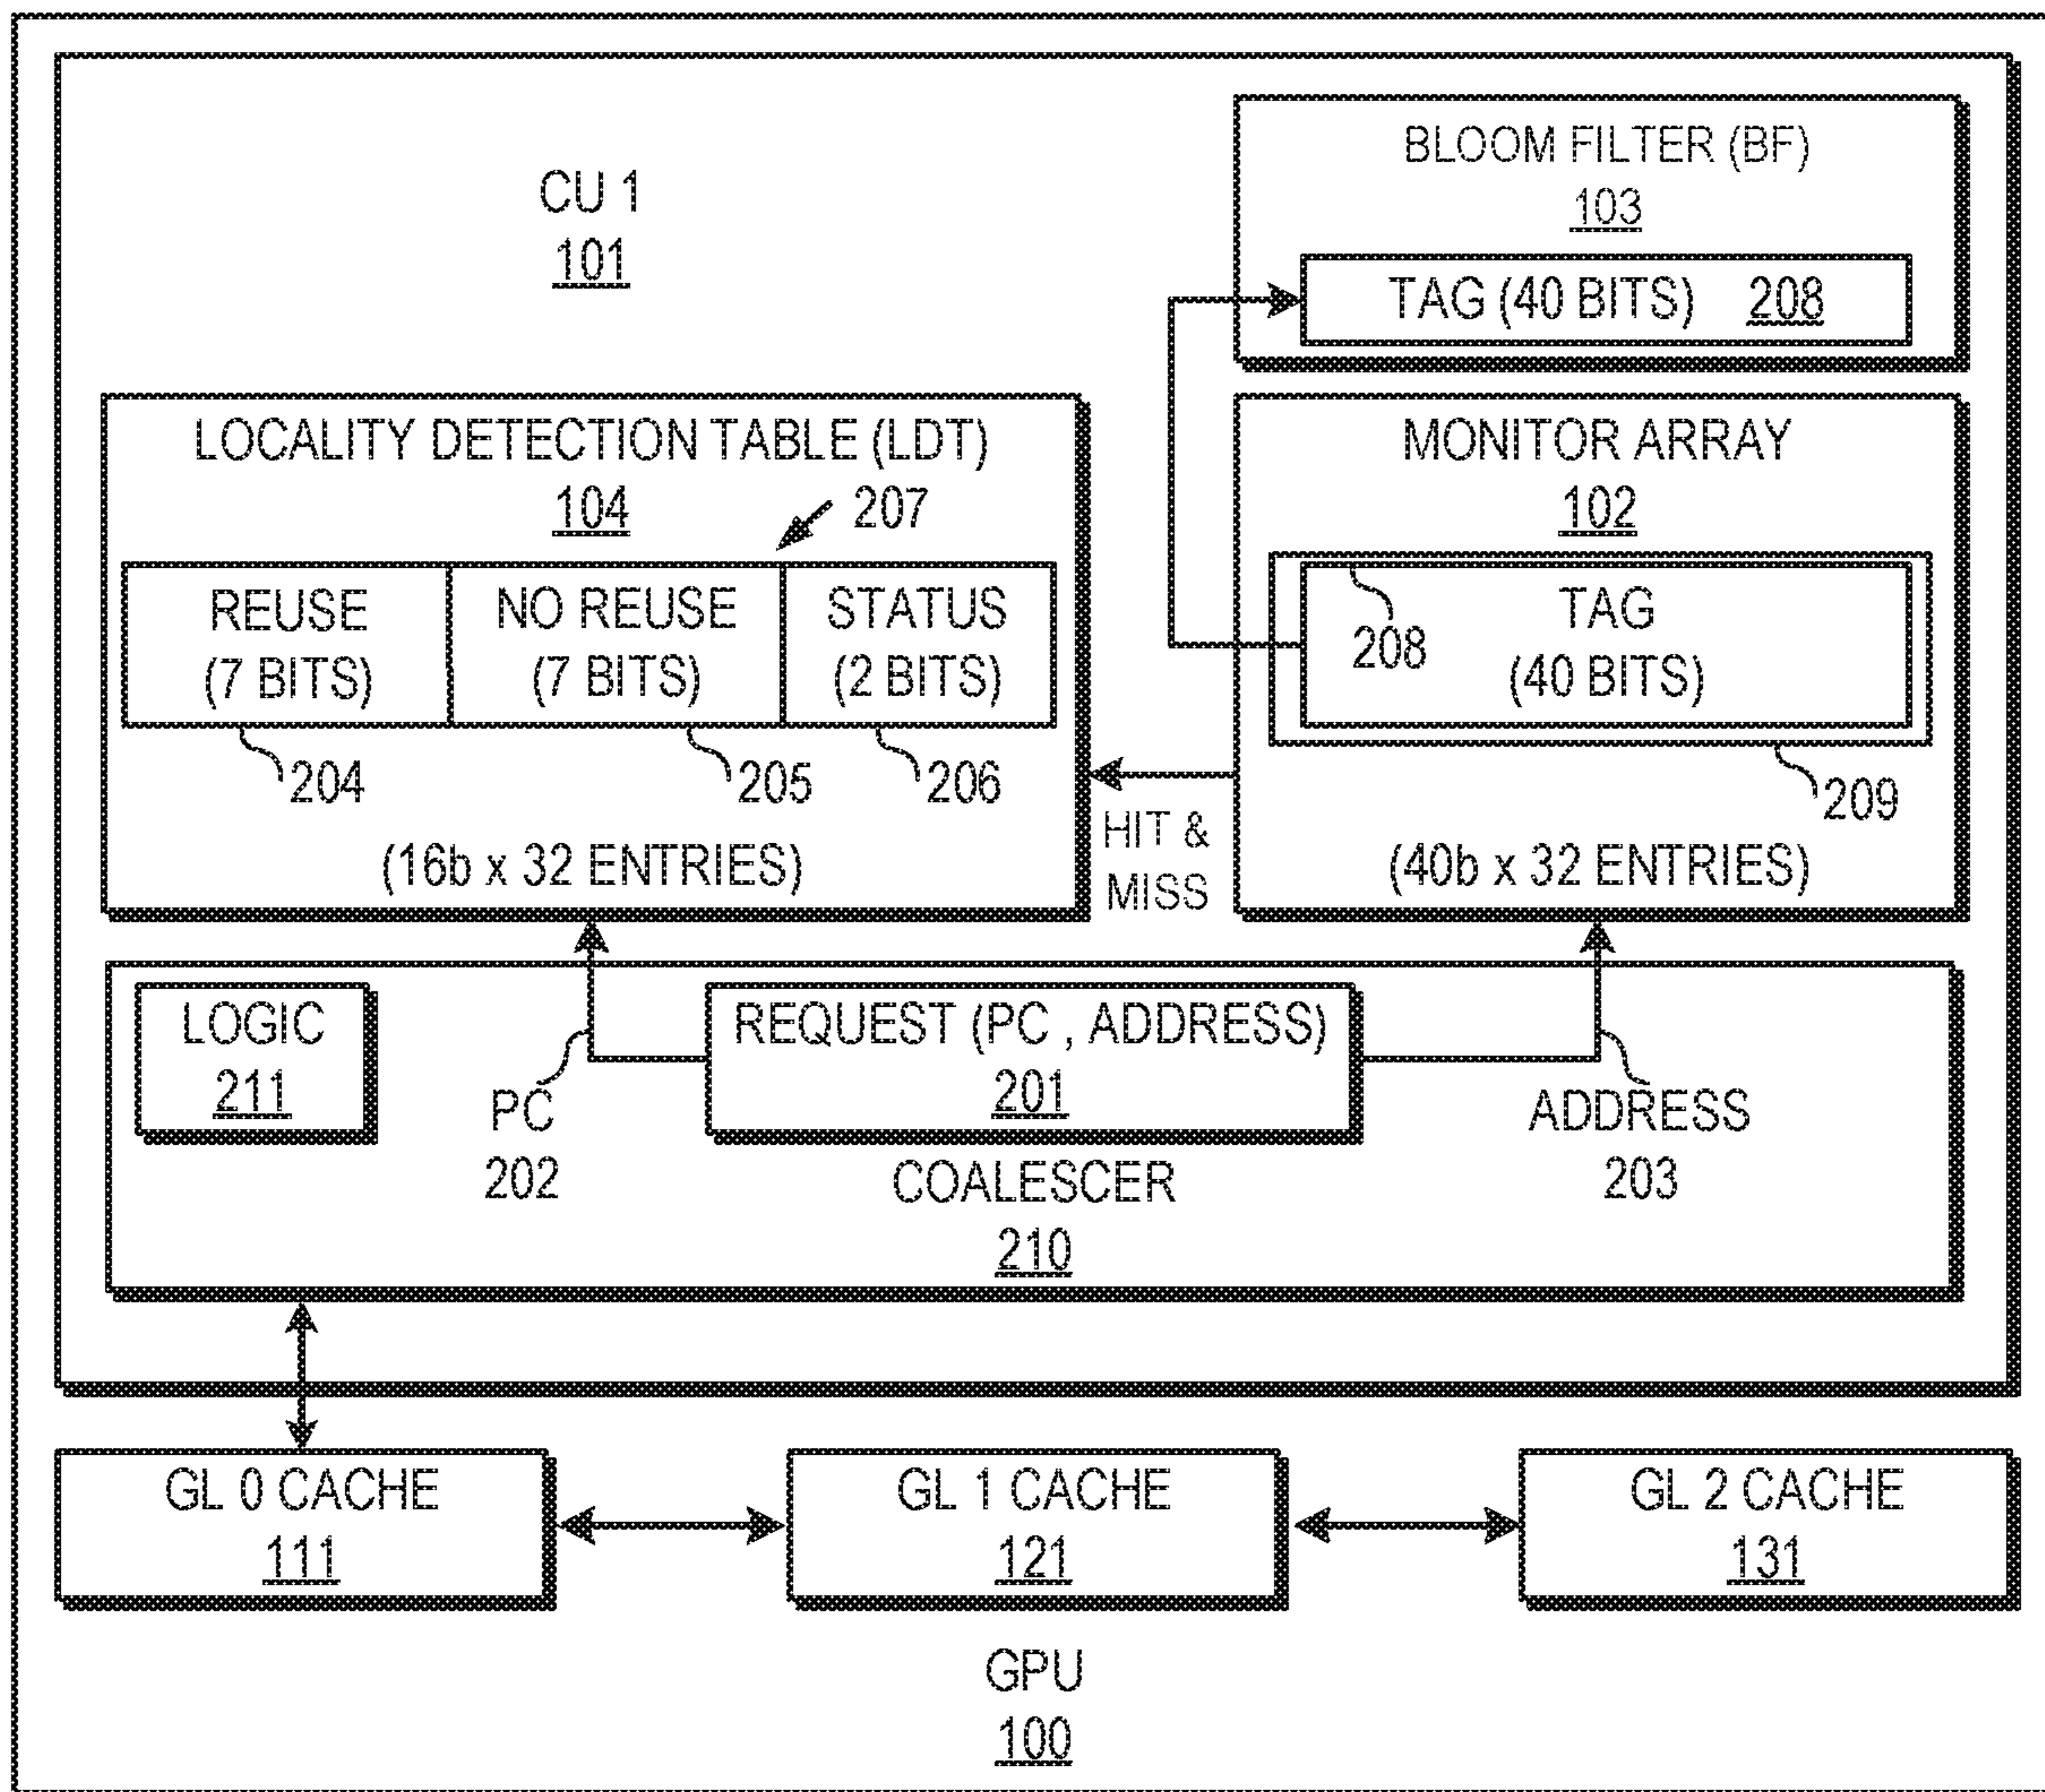 CU 1
101
BLOOM FILTER (BF)
103
TAG (40 BITS) 208
LOCALITY DETECTION TABLE (LDT)
104
207
REUSE
(7 BITS)
NO REUSE
(7 BITS)
STATUS
(2 BITS)
204
205
206
(16b x 32 ENTRIES)
HIT &
MISS
MONITOR ARRAY
102
208
TAG
(40 BITS)
209
(40b x 32 ENTRIES)
LOGIC
211
PC
202
REQUEST (PC , ADDRESS)
201
ADDRESS
203
COALESCER
210
GL 0 CACHE
111
GL 1 CACHE
121
GL 2 CACHE
131
GPU
100